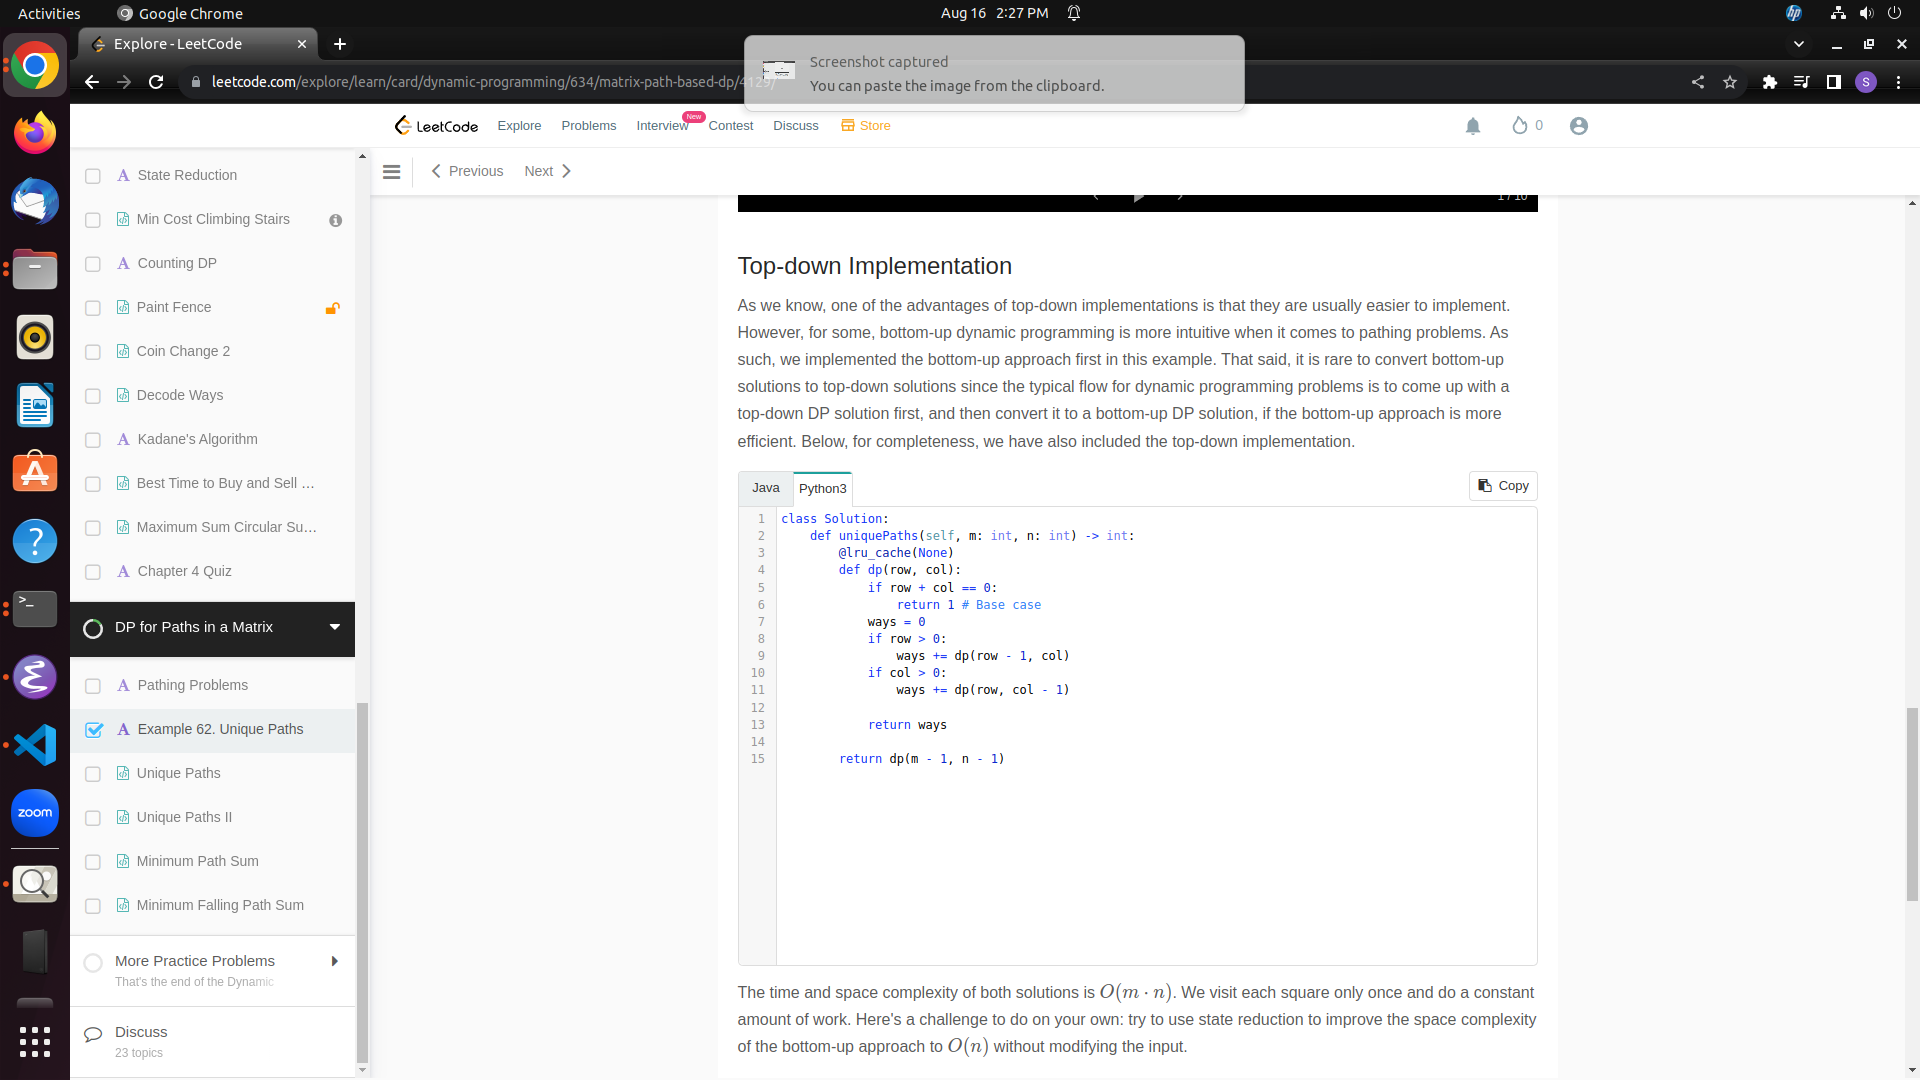 Activities
Google Chrome
Aug 16 2:27 PM
Explore - LeetCode
leetcode.com/explore/learn/card/dynamic-programming/634/matrix-path-based-dp/4129/
S
Screenshot captured
You can paste the image from the clipboard.
LeetCode
Explore
Problems
Interview
New
Contest
Discuss
Store
0
State Reduction
Min Cost Climbing Stairs
Counting DP
Paint Fence
Coin Change 2
Decode Ways
Kadane's Algorithm
Best Time to Buy and Sell …
Maximum Sum Circular Su…
Chapter 4 Quiz
DP for Paths in a Matrix
Pathing Problems
Example 62. Unique Paths
Unique Paths
Unique Paths II
Minimum Path Sum
Minimum Falling Path Sum
More Practice Problems
That's the end of the Dynamic
Discuss
23 topics
Previous
Next
1 / 10
Top-down Implementation
As we know, one of the advantages of top-down implementations is that they are usually easier to implement.
However, for some, bottom-up dynamic programming is more intuitive when it comes to pathing problems. As
such, we implemented the bottom-up approach first in this example. That said, it is rare to convert bottom-up
solutions to top-down solutions since the typical flow for dynamic programming problems is to come up with a
top-down DP solution first, and then convert it to a bottom-up DP solution, if the bottom-up approach is more
efficient. Below, for completeness, we have also included the top-down implementation.
Java
Python3
Copy
1 class Solution:
2     def uniquePaths(self, m: int, n: int) -> int:
3         @lru_cache(None)
4         def dp(row, col):
5             if row + col == 0:
6                 return 1 # Base case
7             ways = 0
8             if row > 0:
9                 ways += dp(row - 1, col)
10             if col > 0:
11                 ways += dp(row, col - 1)
12
13             return ways
14
15         return dp(m - 1, n - 1)
The time and space complexity of both solutions is O(m · n). We visit each square only once and do a constant
amount of work. Here's a challenge to do on your own: try to use state reduction to improve the space complexity
of the bottom-up approach to O(n) without modifying the input.
zoom
hp